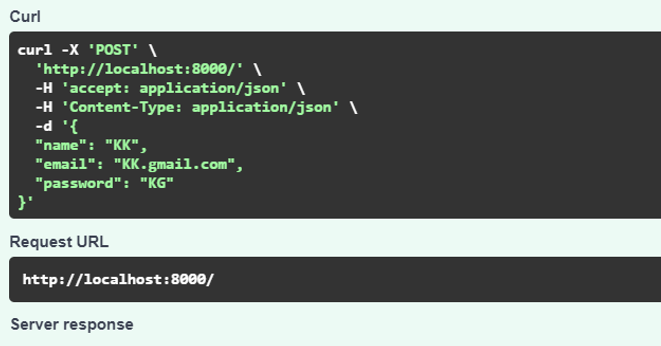 Curl
curl -X 'POST' \
  'http://localhost:8000/' \
  -H 'accept: application/json' \
  -H 'Content-Type: application/json' \
  -d '{
  "name": "KK",
  "email": "KK.gmail.com",
  "password": "KG"
}'
Request URL
http://localhost:8000/
Server response